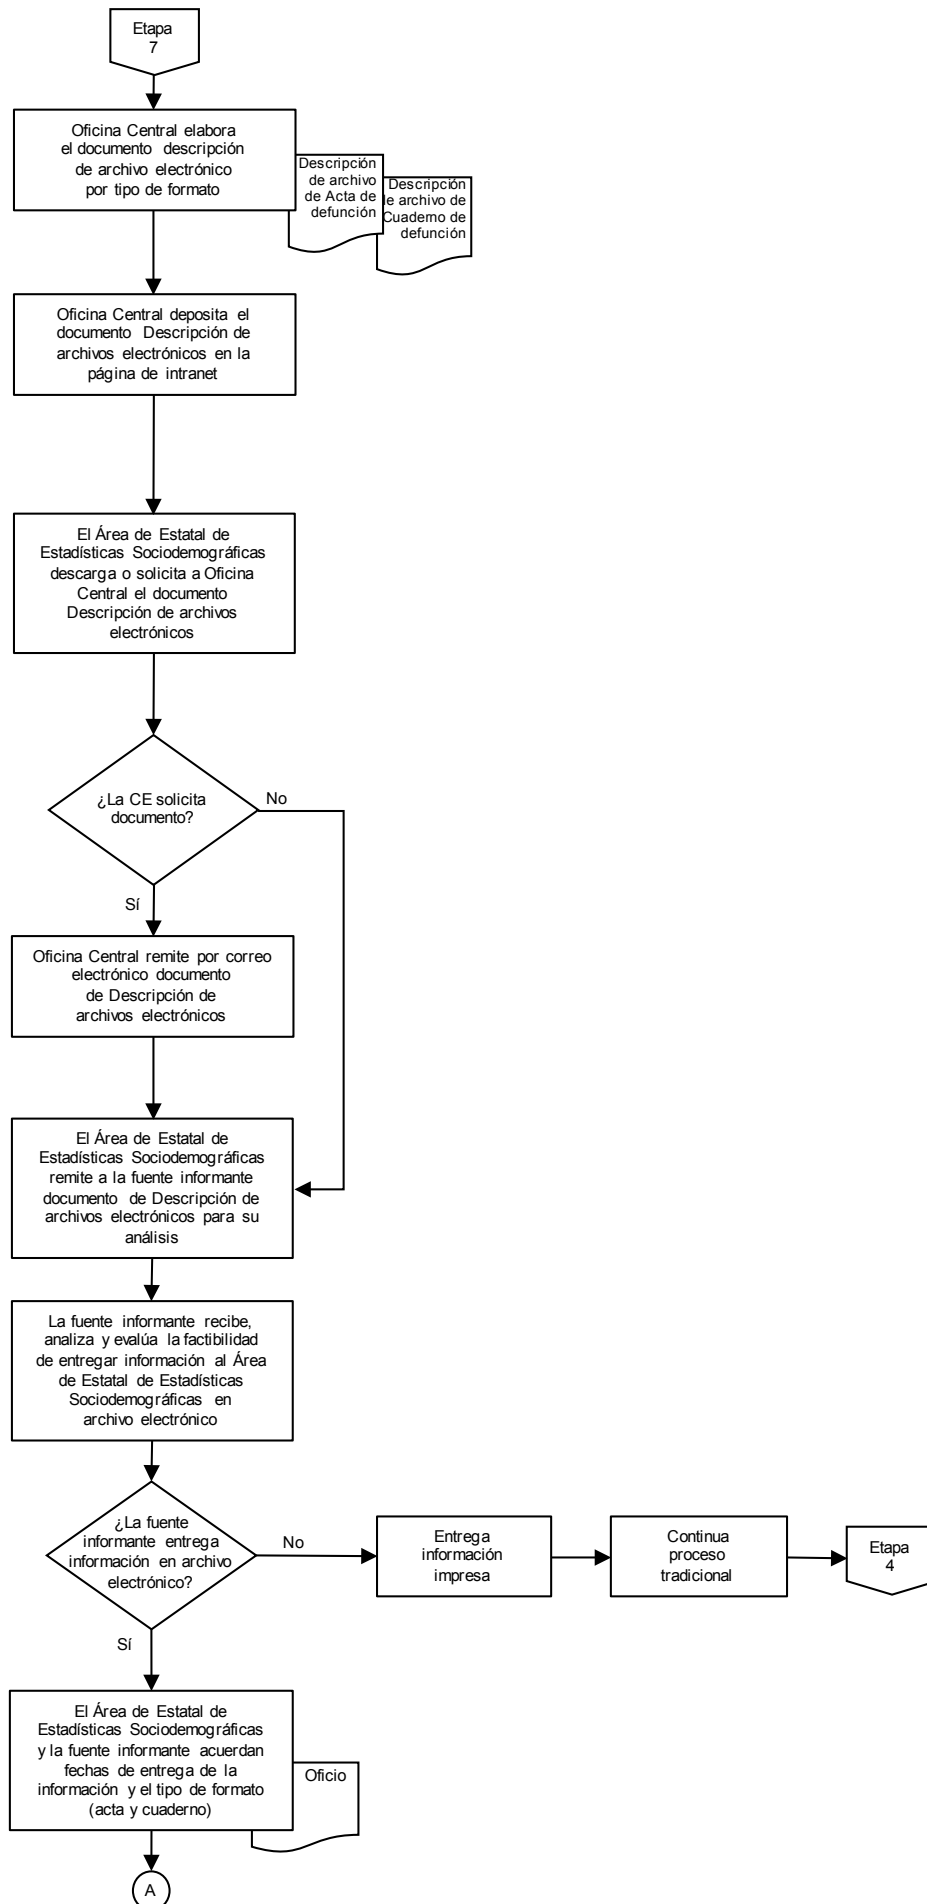 Etapa
7
Oficina Central elabora
el documento descripción
de archivo electrónico
por tipo de formato
Descripción
de archivo
de Acta de
defunción
Descripción
de archivo de
Cuaderno de
defunción
Oficina Central deposita el
documento Descripción de
archivos electrónicos en la
página de intranet
El Área de Estatal de
Estadísticas Sociodemográficas
descarga o solicita a Oficina
Central el documento
Descripción de archivos
electrónicos
¿La CE solicita
documento?
No
Sí
Oficina Central remite por correo
electrónico documento
de Descripción de
archivos electrónicos
El Área de Estatal de
Estadísticas Sociodemográficas
remite a la fuente informante
documento de Descripción de
archivos electrónicos para su
análisis
La fuente informante recibe,
analiza y evalúa la factibilidad
de entregar información al Área
de Estatal de Estadísticas
Sociodemográficas en
archivo electrónico
¿La fuente
informante entrega
información en archivo
electrónico?
No
Entrega
información
impresa
Continua
proceso
tradicional
Etapa
4
Sí
El Área de Estatal de
Estadísticas Sociodemográficas
y la fuente informante acuerdan
fechas de entrega de la
información y el tipo de formato
(acta y cuaderno)
Oficio
A